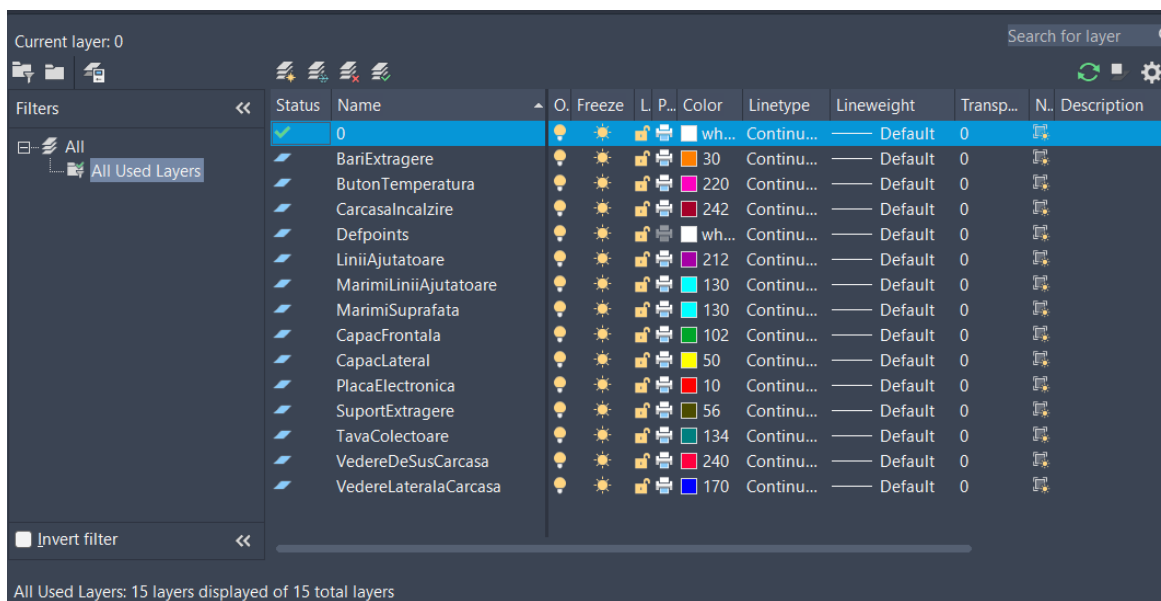 Current layer: 0
Search for layer
Filters
Status Name O. Freeze L. P... Color Linetype Lineweight Transp... N.. Description
All
All Used Layers
0 wh... Continu... Default 0
BariExtragere 30 Continu... Default 0
ButonTemperatura 220 Continu... Default 0
CarcasaIncalzire 242 Continu... Default 0
Defpoints wh... Continu... Default 0
LiniiAjutatoare 212 Continu... Default 0
MarimiLiniiAjutatoare 130 Continu... Default 0
MarimiSuprafata 130 Continu... Default 0
CapacFrontala 102 Continu... Default 0
CapacLateral 50 Continu... Default 0
PlacaElectronica 10 Continu... Default 0
SuportExtragere 56 Continu... Default 0
TavaColectoare 134 Continu... Default 0
VedereDeSusCarcasa 240 Continu... Default 0
VedereLateralaCarcasa 170 Continu... Default 0
Invert filter
All Used Layers: 15 layers displayed of 15 total layers